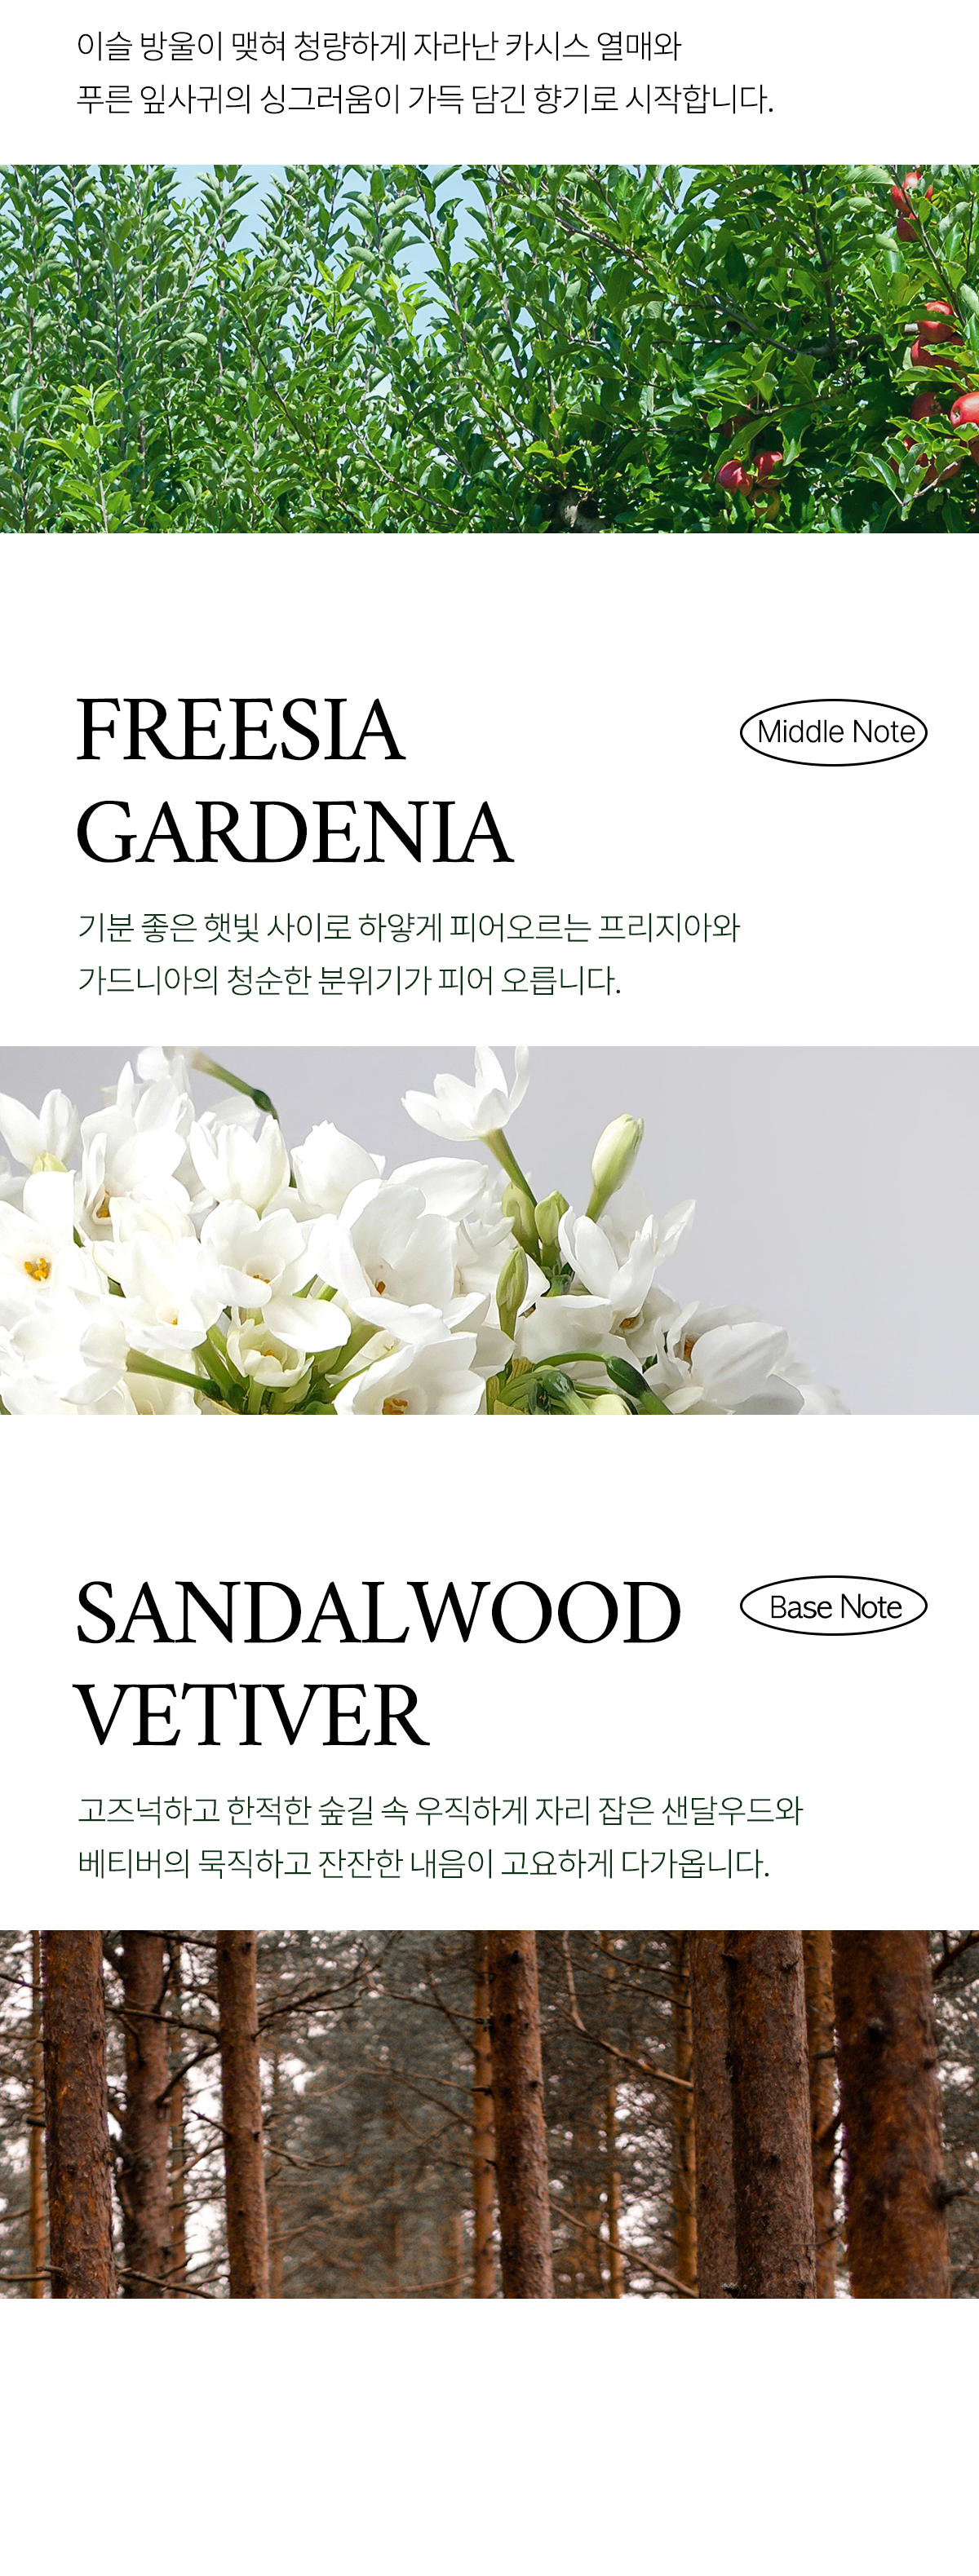 이슬 방울이 맺혀 청량하게 자라난 카시스 열매와
푸른 잎사귀의 싱그러움이 가득 담긴 향기로 시작합니다.
FREESIA
Middle Note
GARDENIA
기분 좋은 햇빛 사이로 하얗게 피어오르는 프리지아와
가드니아의 청순한 분위기가 피어 오릅니다.
SANDALWOOD
Base Note
VETIVER
고즈넉하고 한적한 숲길 속 우직하게 자리 잡은 샌달우드와
베티버의 묵직하고 잔잔한 내음이 고요하게 다가옵니다.